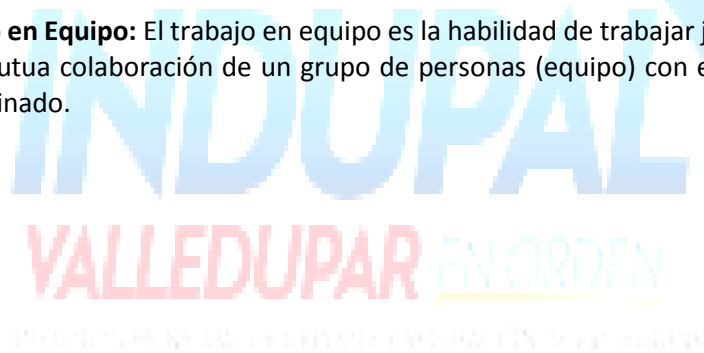 en Equipo: El trabajo en equipo es la habilidad de trabajar
utua colaboración de un grupo de personas (equipo) con
inado.
INDUPAL
VALLEDUPAR EN ORDEN